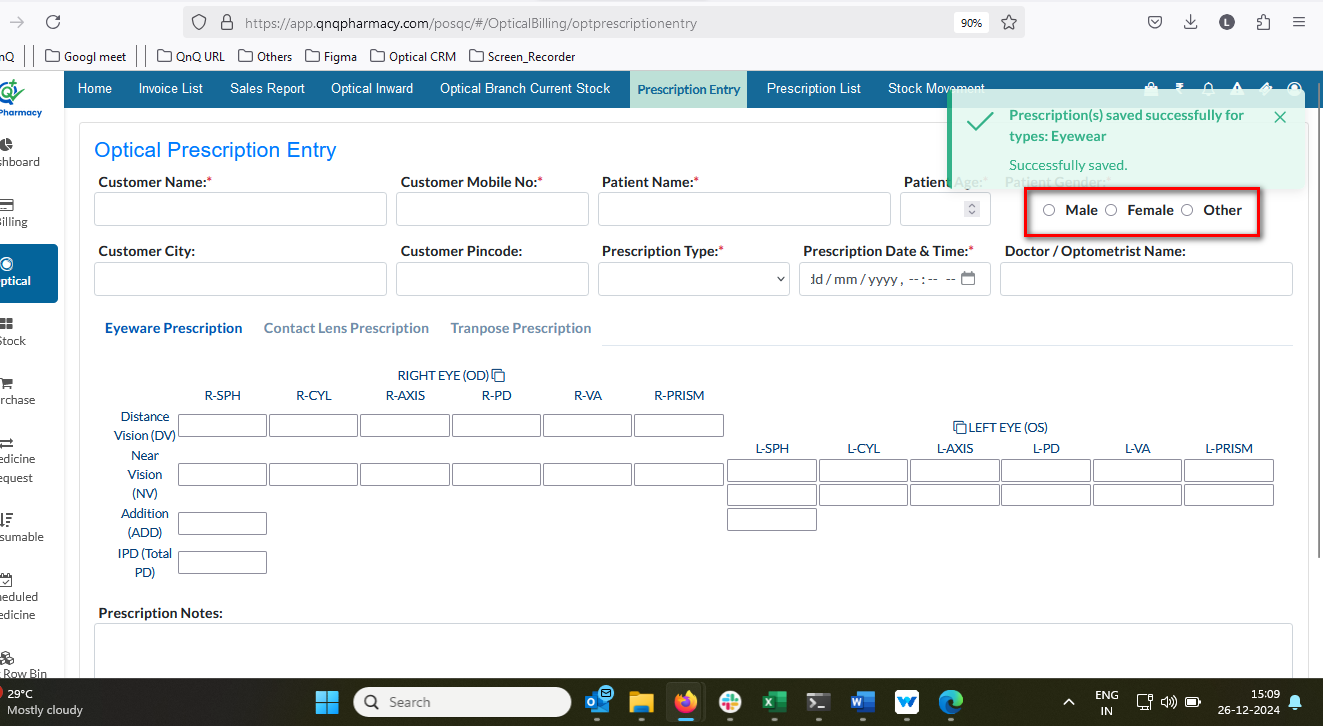 https://app.qnqpharmacy.com/posqc/#/OpticalBilling/optprescriptionentry
90%
L
nQ
Googl meet
QnQ URL
Others
Figma
Optical CRM
Screen_Recorder
Pharmacy
Home
Invoice List
Sales Report
Optical Inward
Optical Branch Current Stock
Prescription Entry
Prescription List
Stock Movement
Prescription(s) saved successfully for
types: Eyewear
Successfully saved.
shboard
illing
ptical
Stock
rchase
edicine
equest
sumable
heduled
edicine
Row Bin
Optical Prescription Entry
Customer Name:*
Customer Mobile No:*
Patient Name:*
Patient Age:*
Patient Gender:*
Male
Female
Other
Customer City:
Customer Pincode:
Prescription Type:*
Prescription Date & Time:*
Doctor / Optometrist Name:
dd / mm / yyyy , -- : -- --
Eyeware Prescription
Contact Lens Prescription
Tranpose Prescription
RIGHT EYE (OD)
R-SPH
R-CYL
R-AXIS
R-PD
R-VA
R-PRISM
Distance
Vision (DV)
Near
Vision
(NV)
Addition
(ADD)
IPD (Total
PD)
LEFT EYE (OS)
L-SPH
L-CYL
L-AXIS
L-PD
L-VA
L-PRISM
Prescription Notes:
29°C
Mostly cloudy
Search
ENG
IN
15:09
26-12-2024